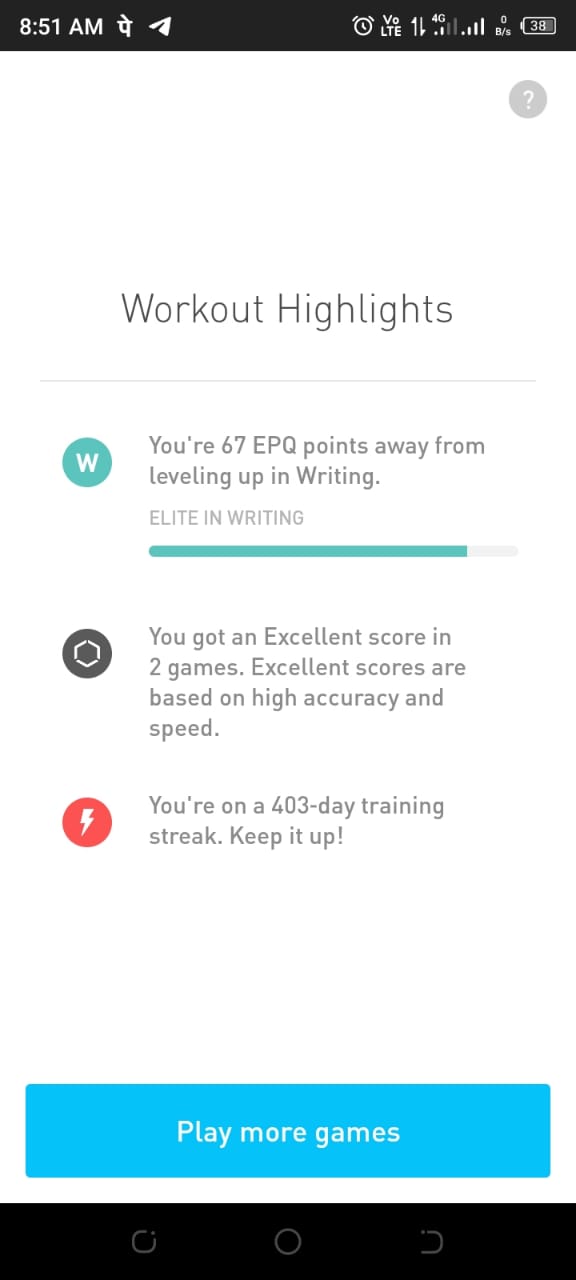 8:51 AM पे Vo LTE 4G 0 B/s 38
?
Workout Highlights
W
You're 67 EPQ points away from
leveling up in Writing.
ELITE IN WRITING
You got an Excellent score in
2 games. Excellent scores are
based on high accuracy and
speed.
You're on a 403-day training
streak. Keep it up!
Play more games